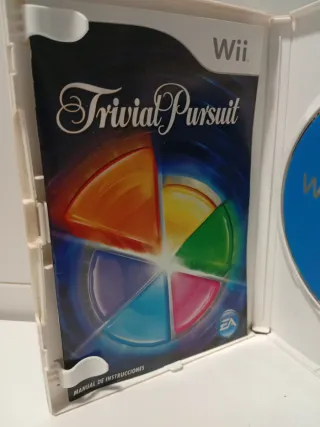 Wii
Trivial Pursuit
EA
MANUAL DE INSTRUCCIONES